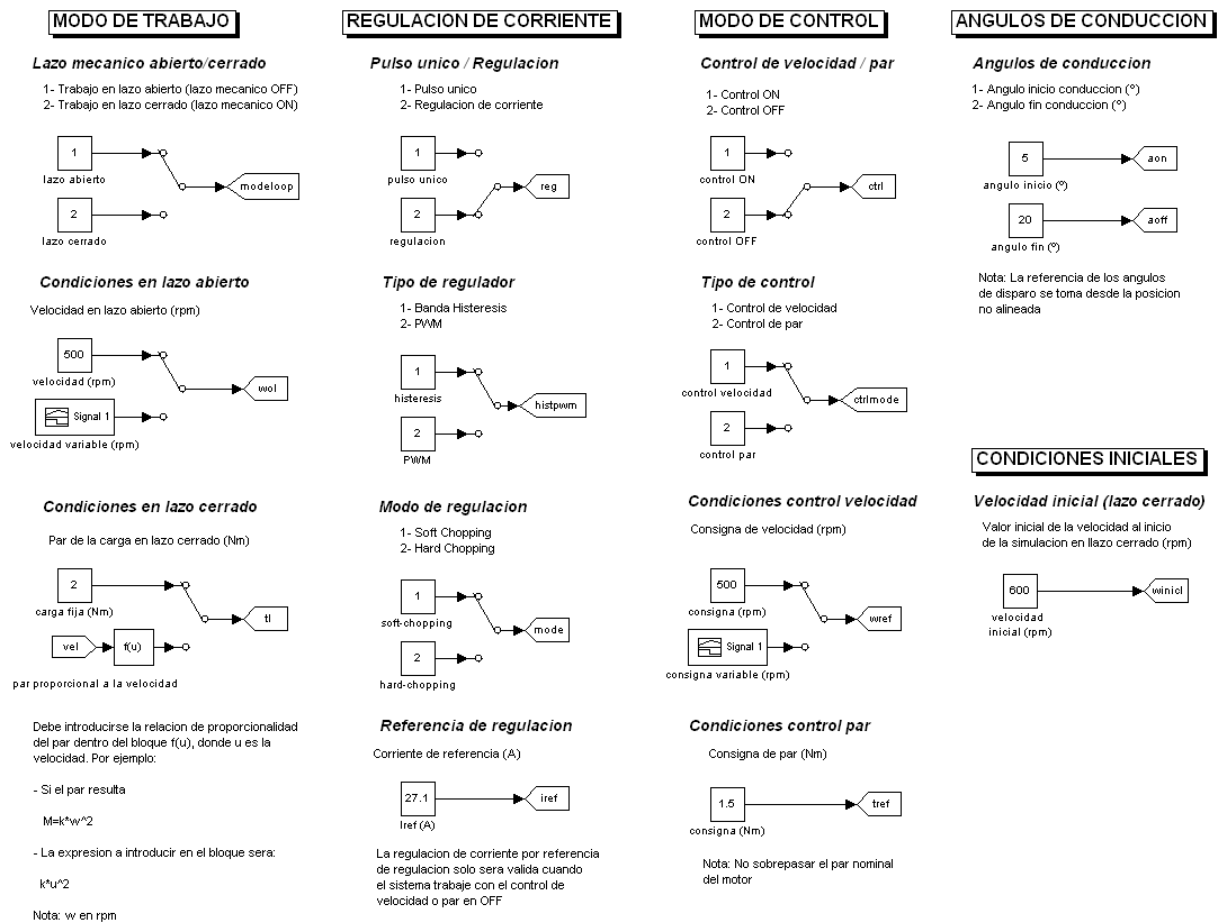 MODO DE TRABAJO
Lazo mecanico abierto/cerrado
1- Trabajo en lazo abierto (lazo mecanico OFF)
2- Trabajo en lazo cerrado (lazo mecanico ON)
1
lazo abierto
modeloop
2
lazo cerrado
Condiciones en lazo abierto
Velocidad en lazo abierto (rpm)
500
velocidad (rpm)
wol
Signal 1
velocidad variable (rpm)
Condiciones en lazo cerrado
Par de la carga en lazo cerrado (Nm)
2
carga fija (Nm)
tl
vel
f(u)
par proporcional a la velocidad
Debe introducirse la relacion de proporcionalidad
del par dentro del bloque f(u), donde u es la
velocidad. Por ejemplo:
- Si el par resulta
M=k*w^2
- La expresion a introducir en el bloque sera:
k*u^2
Nota: w en rpm
REGULACION DE CORRIENTE
Pulso unico / Regulacion
1- Pulso unico
2- Regulacion de corriente
1
pulso unico
reg
2
regulacion
Tipo de regulador
1- Banda Histeresis
2- PWM
1
histeresis
histpwm
2
PWM
Modo de regulacion
1- Soft Chopping
2- Hard Chopping
1
soft-chopping
mode
2
hard-chopping
Referencia de regulacion
Corriente de referencia (A)
27.1
iref
Iref (A)
La regulacion de corriente por referencia
de regulacion solo sera valida cuando
el sistema trabaje con el control de
velocidad o par en OFF
MODO DE CONTROL
Control de velocidad / par
1- Control ON
2- Control OFF
1
control ON
ctrl
2
control OFF
Tipo de control
1- Control de velocidad
2- Control de par
1
control velocidad
ctrlmode
2
control par
Condiciones control velocidad
Consigna de velocidad (rpm)
500
consigna (rpm)
wref
Signal 1
consigna variable (rpm)
Condiciones control par
Consigna de par (Nm)
1.5
tref
consigna (Nm)
Nota: No sobrepasar el par nominal
del motor
ANGULOS DE CONDUCCION
Angulos de conduccion
1- Angulo inicio conduccion (º)
2- Angulo fin conduccion (º)
5
aon
angulo inicio (º)
20
aoff
angulo fin (º)
Nota: La referencia de los angulos
de disparo se toma desde la posicion
no alineada
CONDICIONES INICIALES
Velocidad inicial (lazo cerrado)
Valor inicial de la velocidad al inicio
de la simulacion en llazo cerrado (rpm)
600
winicl
velocidad
inicial (rpm)